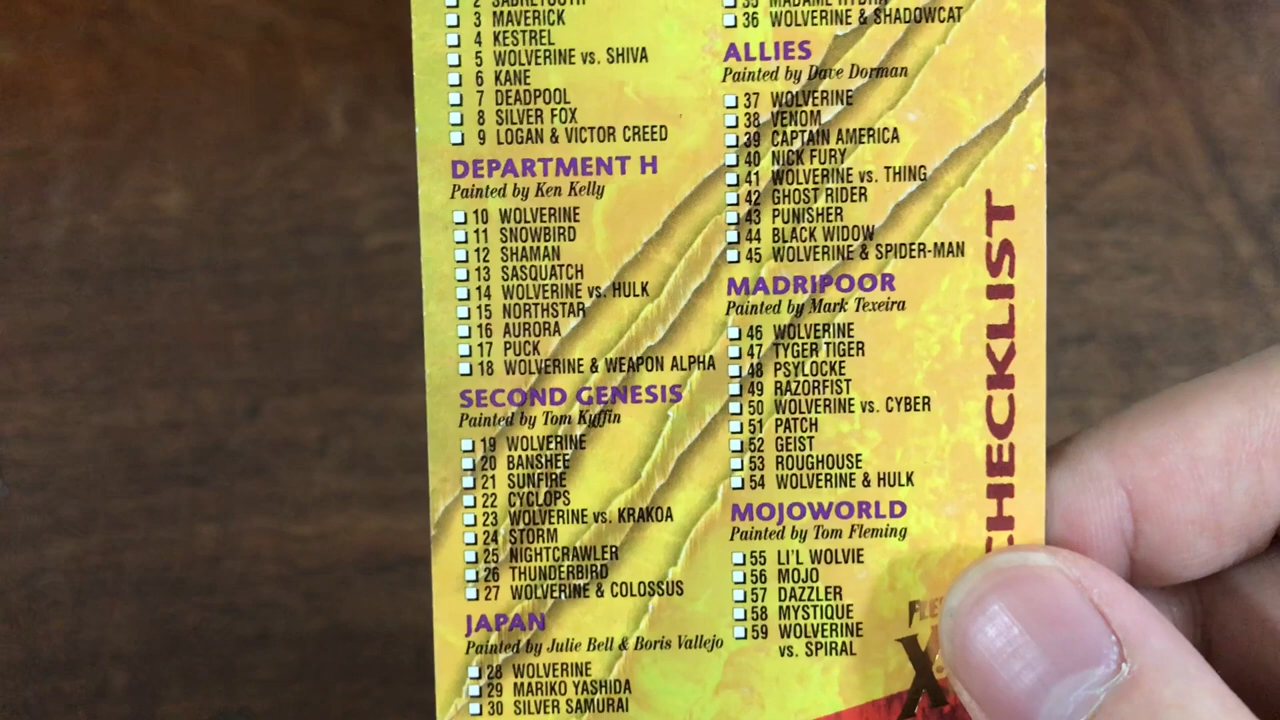 2 SABRETOOTH
3 MAVERICK
4 KESTREL
5 WOLVERINE vs. SHIVA
6 KANE
7 DEADPOOL
8 SILVER FOX
9 LOGAN & VICTOR CREED
DEPARTMENT H
Painted by Ken Kelly
10 WOLVERINE
11 SNOWBIRD
12 SHAMAN
13 SASQUATCH
14 WOLVERINE vs. HULK
15 NORTHSTAR
16 AURORA
17 PUCK
18 WOLVERINE & WEAPON ALPHA
SECOND GENESIS
Painted by Tom Kyffin
19 WOLVERINE
20 BANSHEE
21 SUNFIRE
22 CYCLOPS
23 WOLVERINE vs. KRAKOA
24 STORM
25 NIGHTCRAWLER
26 THUNDERBIRD
27 WOLVERINE & COLOSSUS
JAPAN
Painted by Julie Bell & Boris Vallejo
28 WOLVERINE
29 MARIKO YASHIDA
30 SILVER SAMURAI
35 MADAME HYDRA
36 WOLVERINE & SHADOWCAT
ALLIES
Painted by Dave Dorman
37 WOLVERINE
38 VENOM
39 CAPTAIN AMERICA
40 NICK FURY
41 WOLVERINE vs. THING
42 GHOST RIDER
43 PUNISHER
44 BLACK WIDOW
45 WOLVERINE & SPIDER-MAN
MADRIPOOR
Painted by Mark Texeira
46 WOLVERINE
47 TYGER TIGER
48 PSYLOCKE
49 RAZORFIST
50 WOLVERINE vs. CYBER
51 PATCH
52 GEIST
53 ROUGHOUSE
54 WOLVERINE & HULK
MOJOWORLD
Painted by Tom Fleming
55 LI'L WOLVIE
56 MOJO
57 DAZZLER
58 MYSTIQUE
59 WOLVERINE
vs. SPIRAL
CHECKLIST